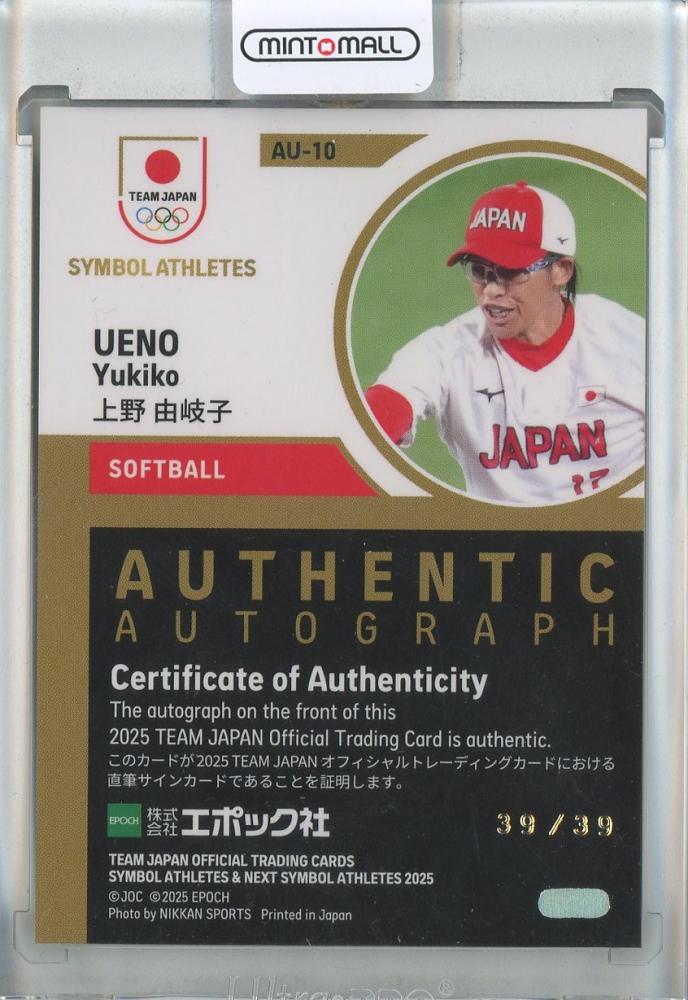 MINT MALL
AU-10
TEAM JAPAN
SYMBOL ATHLETES
JAPAN
UENO
Yukiko
上野 由岐子
JAPAN
17
SOFTBALL
AUTHENTIC
AUTOGRAPH
Certificate of Authenticity
The autograph on the front of this
2025 TEAM JAPAN Official Trading Card is authentic.
このカードが2025 TEAM JAPAN オフィシャルトレーディングカードにおける
直筆サインカードであることを証明します。
EPOCH 株式会社エポック社
39/39
TEAM JAPAN OFFICIAL TRADING CARDS
SYMBOL ATHLETES & NEXT SYMBOL ATHLETES 2025
©JOC ©2025 EPOCH
Photo by NIKKAN SPORTS Printed in Japan
Ultra·PRO®